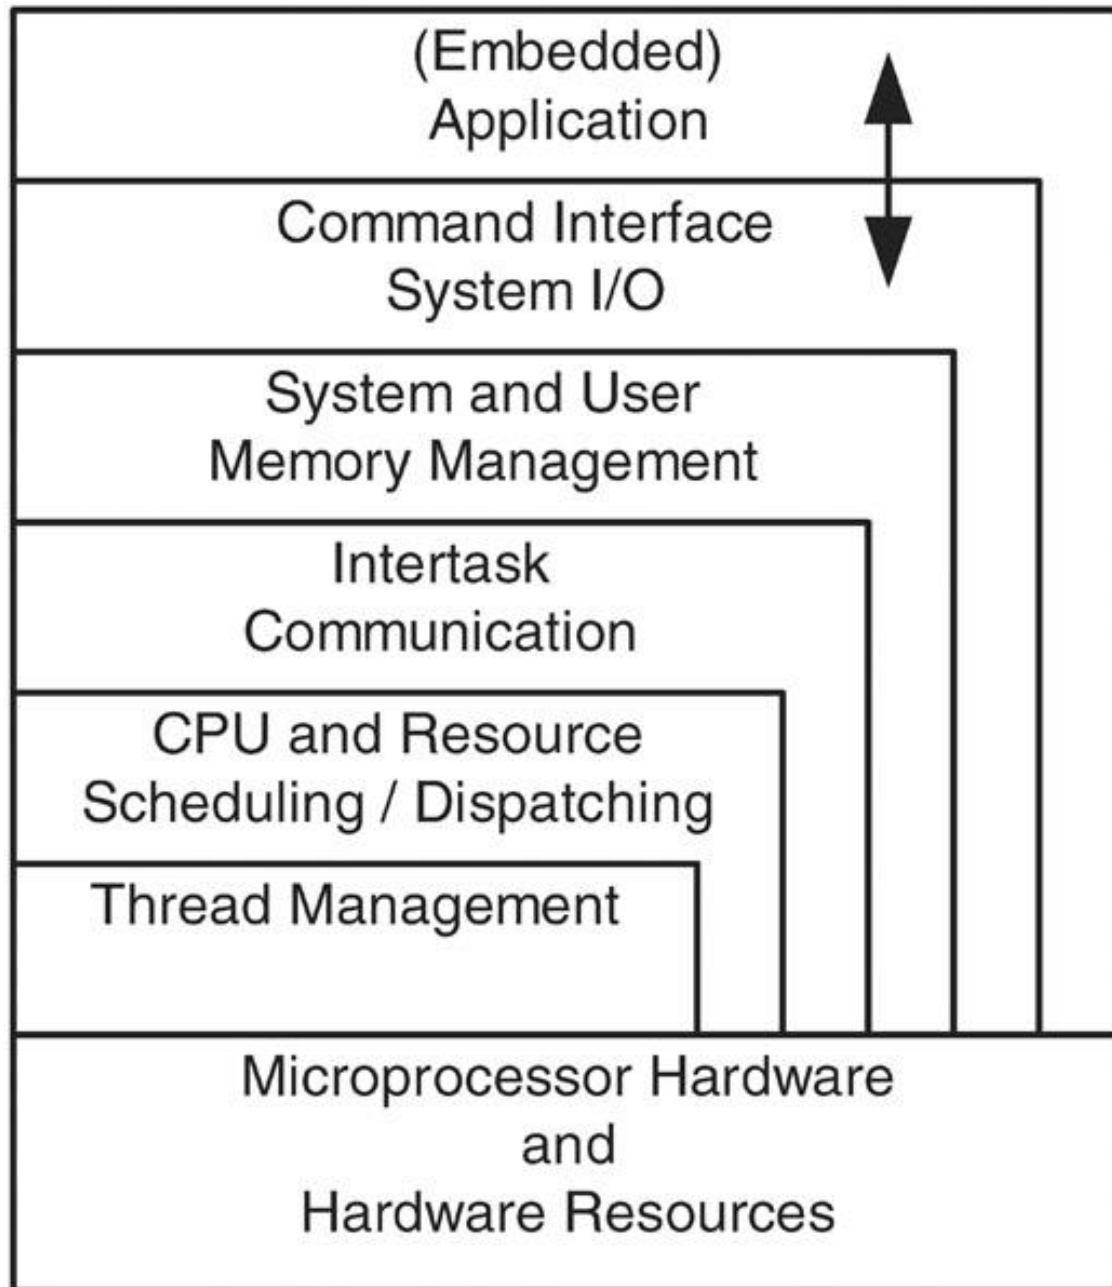 (Embedded)
Application
Command Interface
System I/O
System and User
Memory Management
Intertask
Communication
CPU and Resource
Scheduling / Dispatching
Thread Management
Microprocessor Hardware
and
Hardware Resources